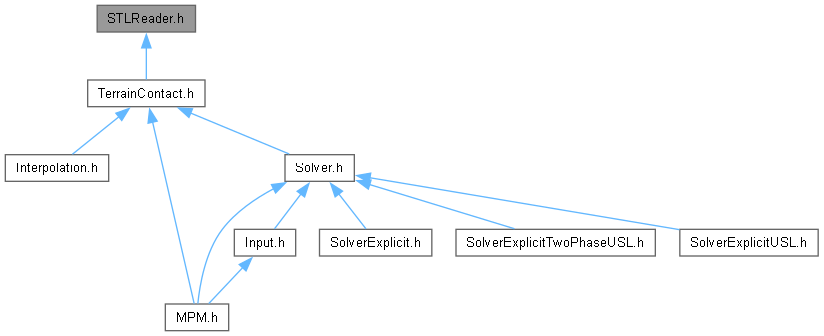 STLReader.h
TerrainContact.h
Interpolation.h
Solver.h
Input.h
SolverExplicit.h
SolverExplicitTwoPhaseUSL.h
SolverExplicitUSL.h
MPM.h